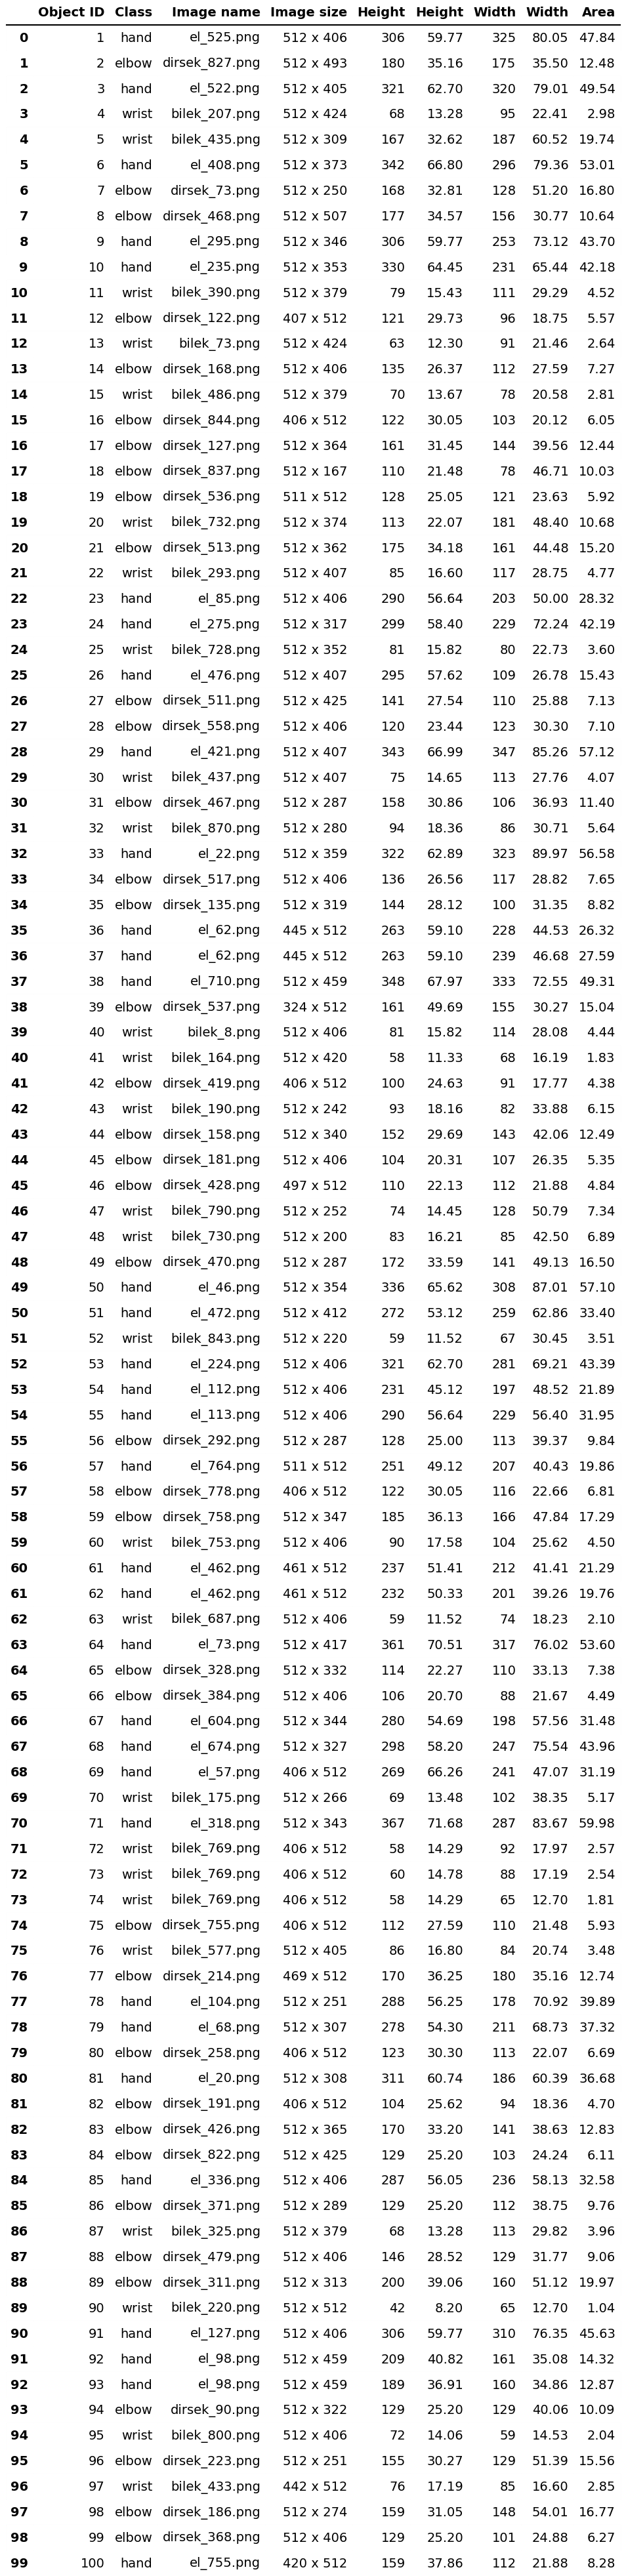 Object ID Class Image name Image size Height Height Width Width Area
0 1 hand el_525.png 512 x 406 306 59.77 325 80.05 47.84
1 2 elbow dirsek_827.png 512 x 493 180 35.16 175 35.50 12.48
2 3 hand el_522.png 512 x 405 321 62.70 320 79.01 49.54
3 4 wrist bilek_207.png 512 x 424 68 13.28 95 22.41 2.98
4 5 wrist bilek_435.png 512 x 309 167 32.62 187 60.52 19.74
5 6 hand el_408.png 512 x 373 342 66.80 296 79.36 53.01
6 7 elbow dirsek_73.png 512 x 250 168 32.81 128 51.20 16.80
7 8 elbow dirsek_468.png 512 x 507 177 34.57 156 30.77 10.64
8 9 hand el_295.png 512 x 346 306 59.77 253 73.12 43.70
9 10 hand el_235.png 512 x 353 330 64.45 231 65.44 42.18
10 11 wrist bilek_390.png 512 x 379 79 15.43 111 29.29 4.52
11 12 elbow dirsek_122.png 407 x 512 121 29.73 96 18.75 5.57
12 13 wrist bilek_73.png 512 x 424 63 12.30 91 21.46 2.64
13 14 elbow dirsek_168.png 512 x 406 135 26.37 112 27.59 7.27
14 15 wrist bilek_486.png 512 x 379 70 13.67 78 20.58 2.81
15 16 elbow dirsek_844.png 406 x 512 122 30.05 103 20.12 6.05
16 17 elbow dirsek_127.png 512 x 364 161 31.45 144 39.56 12.44
17 18 elbow dirsek_837.png 512 x 167 110 21.48 78 46.71 10.03
18 19 elbow dirsek_536.png 511 x 512 128 25.05 121 23.63 5.92
19 20 wrist bilek_732.png 512 x 374 113 22.07 181 48.40 10.68
20 21 elbow dirsek_513.png 512 x 362 175 34.18 161 44.48 15.20
21 22 wrist bilek_293.png 512 x 407 85 16.60 117 28.75 4.77
22 23 hand el_85.png 512 x 406 290 56.64 203 50.00 28.32
23 24 hand el_275.png 512 x 317 299 58.40 229 72.24 42.19
24 25 wrist bilek_728.png 512 x 352 81 15.82 80 22.73 3.60
25 26 hand el_476.png 512 x 407 295 57.62 109 26.78 15.43
26 27 elbow dirsek_511.png 512 x 425 141 27.54 110 25.88 7.13
27 28 elbow dirsek_558.png 512 x 406 120 23.44 123 30.30 7.10
28 29 hand el_421.png 512 x 407 343 66.99 347 85.26 57.12
29 30 wrist bilek_437.png 512 x 407 75 14.65 113 27.76 4.07
30 31 elbow dirsek_467.png 512 x 287 158 30.86 106 36.93 11.40
31 32 wrist bilek_870.png 512 x 280 94 18.36 86 30.71 5.64
32 33 hand el_22.png 512 x 359 322 62.89 323 89.97 56.58
33 34 elbow dirsek_517.png 512 x 406 136 26.56 117 28.82 7.65
34 35 elbow dirsek_135.png 512 x 319 144 28.12 100 31.35 8.82
35 36 hand el_62.png 445 x 512 263 59.10 228 44.53 26.32
36 37 hand el_62.png 445 x 512 263 59.10 239 46.68 27.59
37 38 hand el_710.png 512 x 459 348 67.97 333 72.55 49.31
38 39 elbow dirsek_537.png 324 x 512 161 49.69 155 30.27 15.04
39 40 wrist bilek_8.png 512 x 406 81 15.82 114 28.08 4.44
40 41 wrist bilek_164.png 512 x 420 58 11.33 68 16.19 1.83
41 42 elbow dirsek_419.png 406 x 512 100 24.63 91 17.77 4.38
42 43 wrist bilek_190.png 512 x 242 93 18.16 82 33.88 6.15
43 44 elbow dirsek_158.png 512 x 340 152 29.69 143 42.06 12.49
44 45 elbow dirsek_181.png 512 x 406 104 20.31 107 26.35 5.35
45 46 elbow dirsek_428.png 497 x 512 110 22.13 112 21.88 4.84
46 47 wrist bilek_790.png 512 x 252 74 14.45 128 50.79 7.34
47 48 wrist bilek_730.png 512 x 200 83 16.21 85 42.50 6.89
48 49 elbow dirsek_470.png 512 x 287 172 33.59 141 49.13 16.50
49 50 hand el_46.png 512 x 354 336 65.62 308 87.01 57.10
50 51 hand el_472.png 512 x 412 272 53.12 259 62.86 33.40
51 52 wrist bilek_843.png 512 x 220 59 11.52 67 30.45 3.51
52 53 hand el_224.png 512 x 406 321 62.70 281 69.21 43.39
53 54 hand el_112.png 512 x 406 231 45.12 197 48.52 21.89
54 55 hand el_113.png 512 x 406 290 56.64 229 56.40 31.95
55 56 elbow dirsek_292.png 512 x 287 128 25.00 113 39.37 9.84
56 57 hand el_764.png 511 x 512 251 49.12 207 40.43 19.86
57 58 elbow dirsek_778.png 406 x 512 122 30.05 116 22.66 6.81
58 59 elbow dirsek_758.png 512 x 347 185 36.13 166 47.84 17.29
59 60 wrist bilek_753.png 512 x 406 90 17.58 104 25.62 4.50
60 61 hand el_462.png 461 x 512 237 51.41 212 41.41 21.29
61 62 hand el_462.png 461 x 512 232 50.33 201 39.26 19.76
62 63 wrist bilek_687.png 512 x 406 59 11.52 74 18.23 2.10
63 64 hand el_73.png 512 x 417 361 70.51 317 76.02 53.60
64 65 elbow dirsek_328.png 512 x 332 114 22.27 110 33.13 7.38
65 66 elbow dirsek_384.png 512 x 406 106 20.70 88 21.67 4.49
66 67 hand el_604.png 512 x 344 280 54.69 198 57.56 31.48
67 68 hand el_674.png 512 x 327 298 58.20 247 75.54 43.96
68 69 hand el_57.png 406 x 512 269 66.26 241 47.07 31.19
69 70 wrist bilek_175.png 512 x 266 69 13.48 102 38.35 5.17
70 71 hand el_318.png 512 x 343 367 71.68 287 83.67 59.98
71 72 wrist bilek_769.png 406 x 512 58 14.29 92 17.97 2.57
72 73 wrist bilek_769.png 406 x 512 60 14.78 88 17.19 2.54
73 74 wrist bilek_769.png 406 x 512 58 14.29 65 12.70 1.81
74 75 elbow dirsek_755.png 406 x 512 112 27.59 110 21.48 5.93
75 76 wrist bilek_577.png 512 x 405 86 16.80 84 20.74 3.48
76 77 elbow dirsek_214.png 469 x 512 170 36.25 180 35.16 12.74
77 78 hand el_104.png 512 x 251 288 56.25 178 70.92 39.89
78 79 hand el_68.png 512 x 307 278 54.30 211 68.73 37.32
79 80 elbow dirsek_258.png 406 x 512 123 30.30 113 22.07 6.69
80 81 hand el_20.png 512 x 308 311 60.74 186 60.39 36.68
81 82 elbow dirsek_191.png 406 x 512 104 25.62 94 18.36 4.70
82 83 elbow dirsek_426.png 512 x 365 170 33.20 141 38.63 12.83
83 84 elbow dirsek_822.png 512 x 425 129 25.20 103 24.24 6.11
84 85 hand el_336.png 512 x 406 287 56.05 236 58.13 32.58
85 86 elbow dirsek_371.png 512 x 289 129 25.20 112 38.75 9.76
86 87 wrist bilek_325.png 512 x 379 68 13.28 113 29.82 3.96
87 88 elbow dirsek_479.png 512 x 406 146 28.52 129 31.77 9.06
88 89 elbow dirsek_311.png 512 x 313 200 39.06 160 51.12 19.97
89 90 wrist bilek_220.png 512 x 512 42 8.20 65 12.70 1.04
90 91 hand el_127.png 512 x 406 306 59.77 310 76.35 45.63
91 92 hand el_98.png 512 x 459 209 40.82 161 35.08 14.32
92 93 hand el_98.png 512 x 459 189 36.91 160 34.86 12.87
93 94 elbow dirsek_90.png 512 x 322 129 25.20 129 40.06 10.09
94 95 wrist bilek_800.png 512 x 406 72 14.06 59 14.53 2.04
95 96 elbow dirsek_223.png 512 x 251 155 30.27 129 51.39 15.56
96 97 wrist bilek_433.png 442 x 512 76 17.19 85 16.60 2.85
97 98 elbow dirsek_186.png 512 x 274 159 31.05 148 54.01 16.77
98 99 elbow dirsek_368.png 512 x 406 129 25.20 101 24.88 6.27
99 100 hand el_755.png 420 x 512 159 37.86 112 21.88 8.28